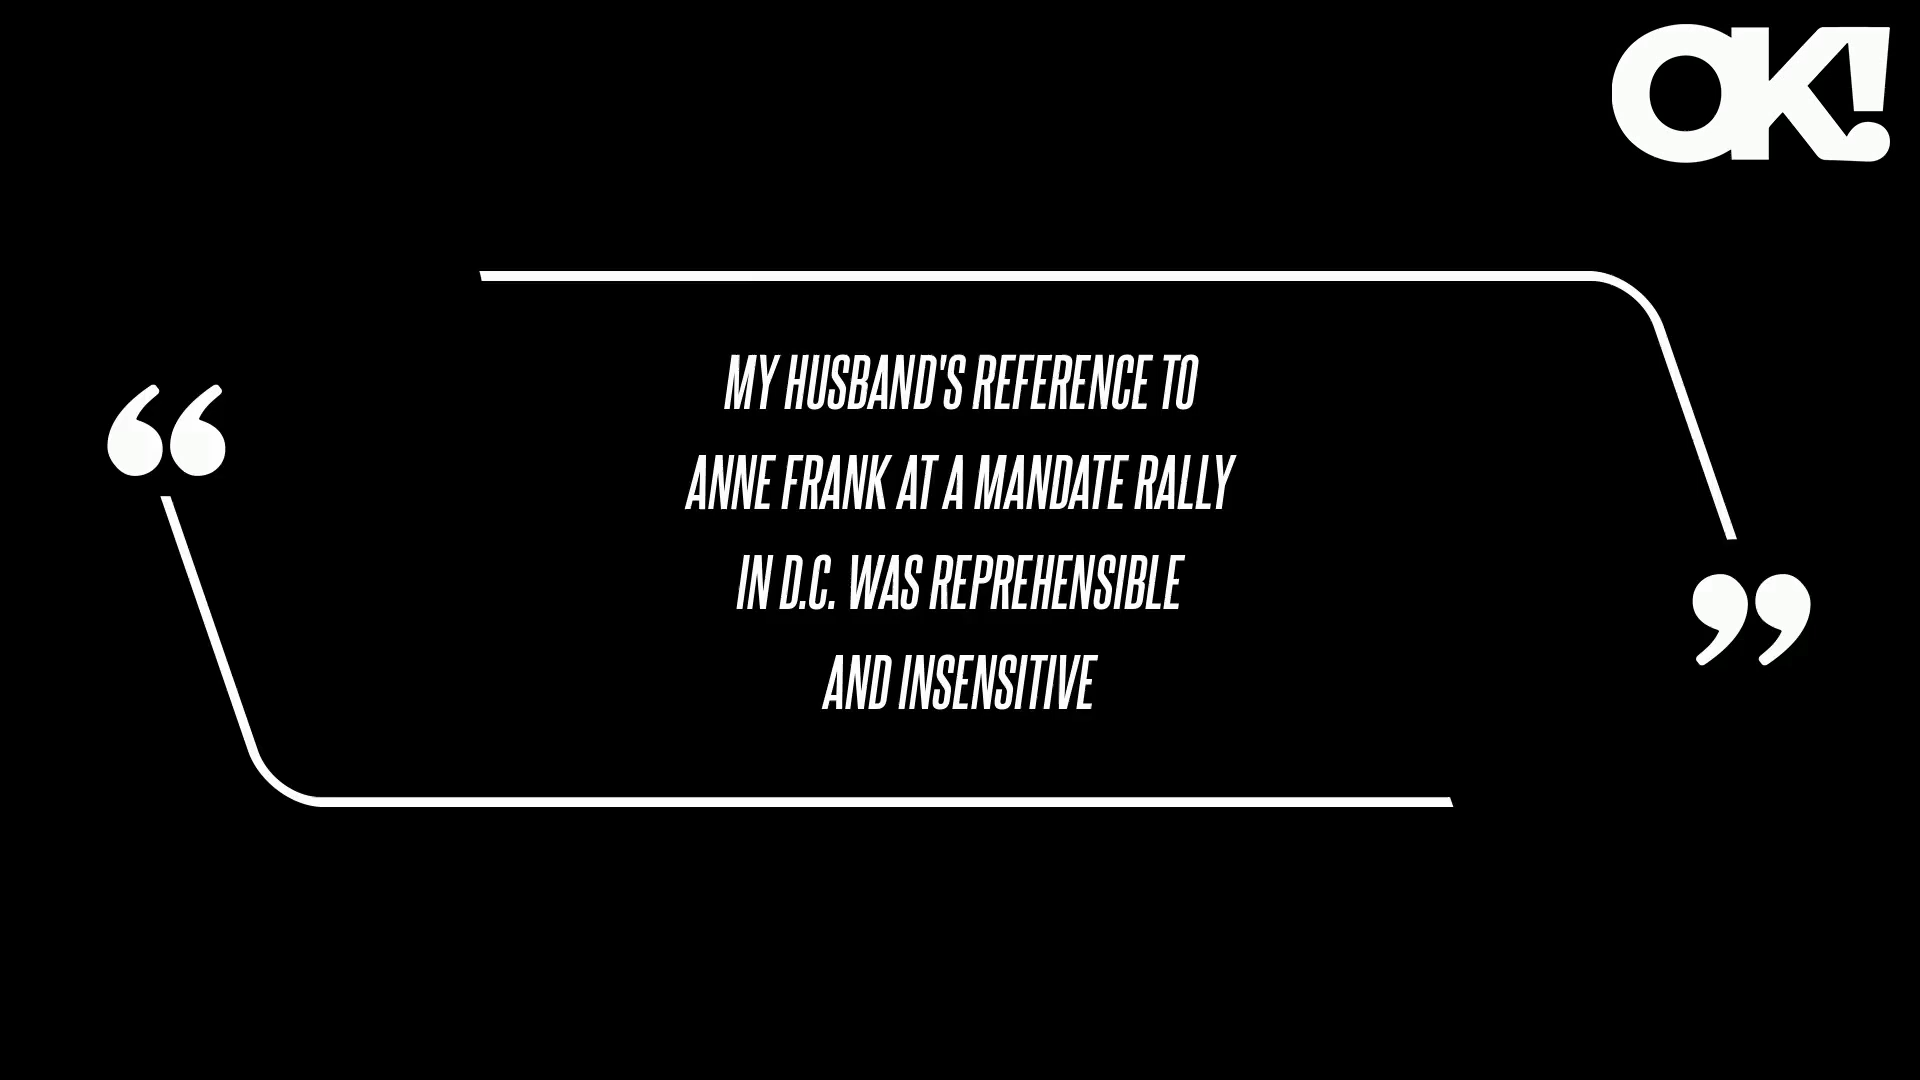 OK!
MY HUSBAND'S REFERENCE TO
ANNE FRANK AT A MANDATE RALLY
IN D.C. WAS REPREHENSIBLE
AND INSENSITIVE